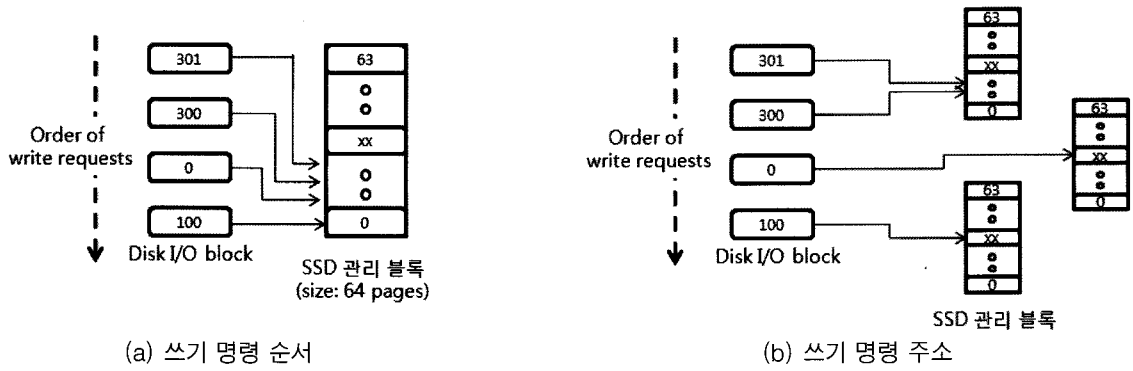 301
300
0
100
Order of
write requests
Disk I/O block
63
xx
0
SSD 관리 블록
(size: 64 pages)
(a) 쓰기 명령 순서
301
300
0
100
Order of
write requests
Disk I/O block
63
xx
0
63
xx
0
63
xx
0
SSD 관리 블록
(b) 쓰기 명령 주소